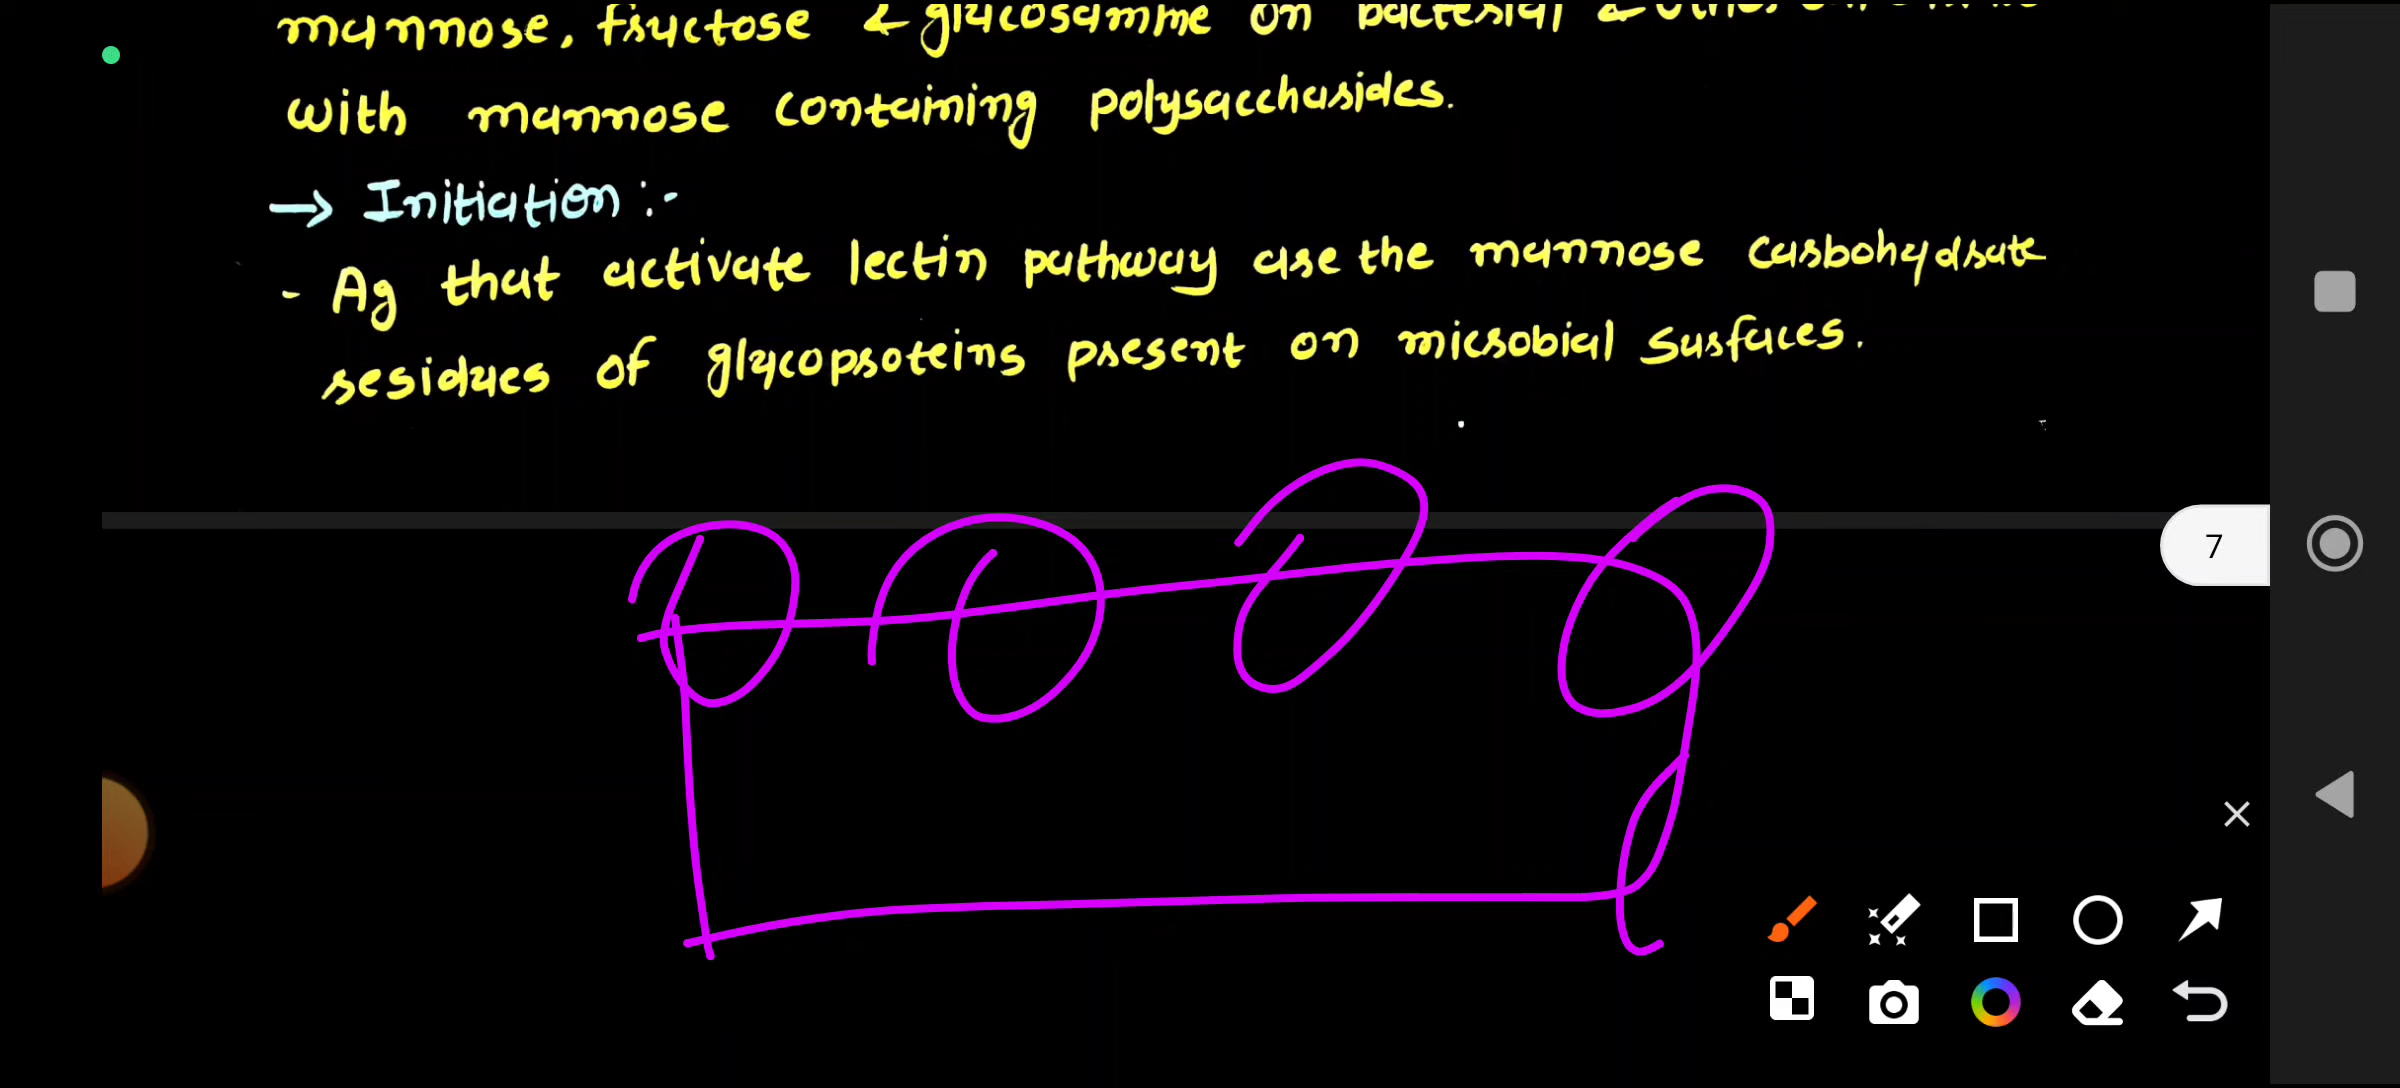 mannose, fructose & glucosamine on bacterial &
with mannose containing polysaccharides.
→ Initiation :-
- Ag that activate lectin pathway are the mannose carbohydrate
residues of glycoproteins present on microbial surfaces.
7